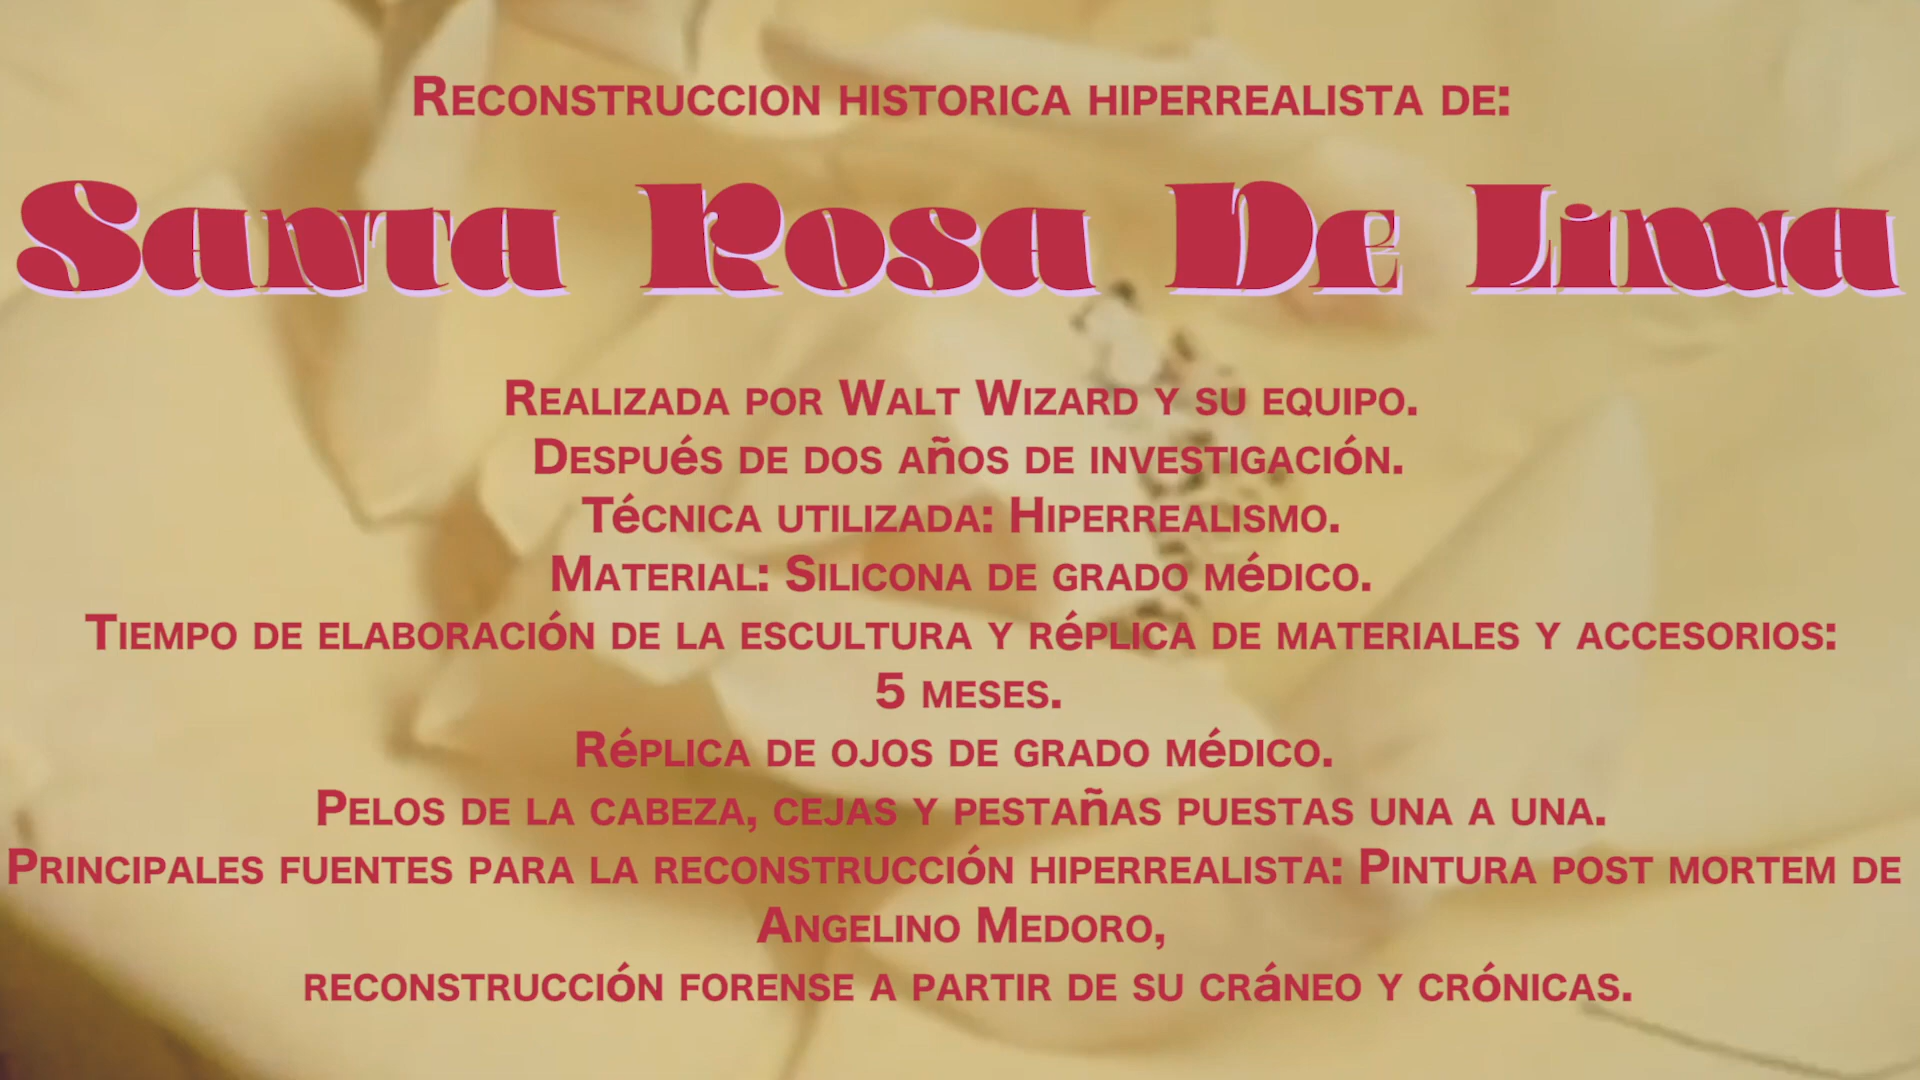 Reconstruccion historica hiperrealista de:
Santa Rosa De Lima
Realizada por Walt Wizard y su equipo.
Después de dos años de investigación.
Técnica utilizada: Hiperrealismo.
Material: Silicona de grado médico.
Tiempo de elaboración de la escultura y réplica de materiales y accesorios:
5 meses.
Réplica de ojos de grado médico.
Pelos de la cabeza, cejas y pestañas puestas una a una.
Principales fuentes para la reconstrucción hiperrealista: Pintura post mortem de
Angelino Medoro,
reconstrucción forense a partir de su cráneo y crónicas.